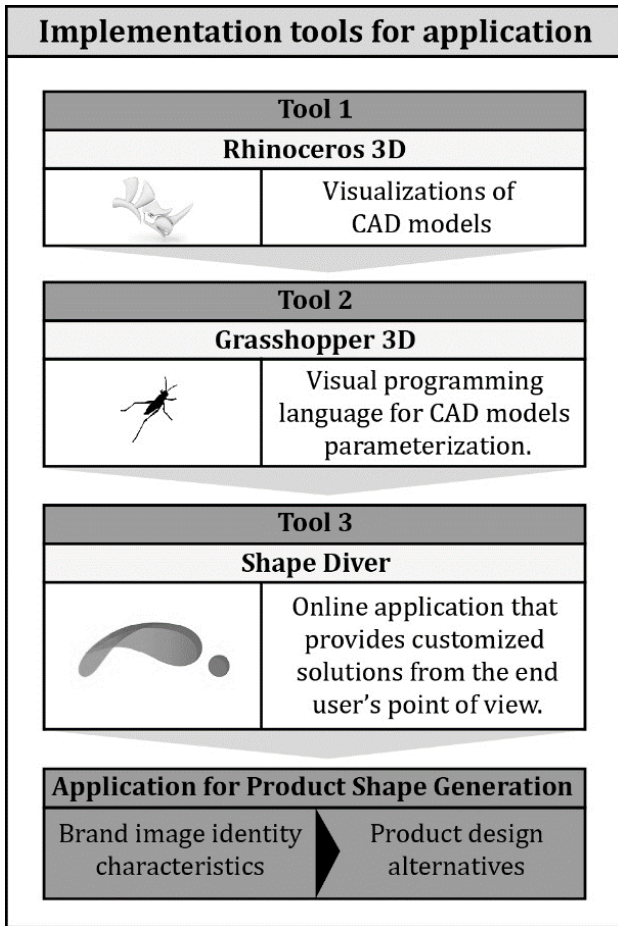 Implementation tools for application
Tool 1
Rhinoceros 3D
Visualizations of
CAD models
Tool 2
Grasshopper 3D
Visual programming
language for CAD models
parameterization.
Tool 3
Shape Diver
Online application that
provides customized
solutions from the end
user's point of view.
Application for Product Shape Generation
Brand image identity
characteristics
Product design
alternatives